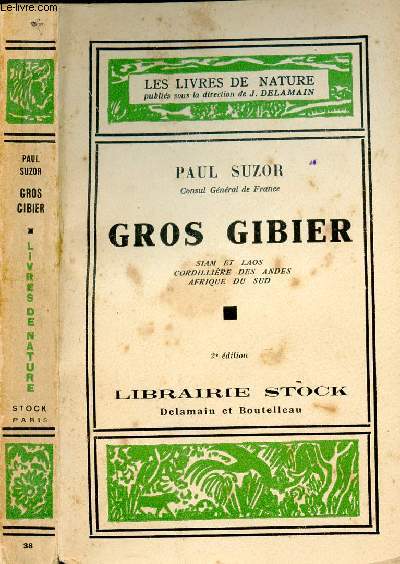 Le-livre.com
PAUL
SUZOR
GROS
GIBIER
LIVRES DE NATURE
STOCK
PARIS
38
LES LIVRES DE NATURE
publiés sous la direction de J. DELAMAIN
PAUL SUZOR
Consul Général de France
GROS GIBIER
SIAM ET LAOS
CORDILLIÈRE DES ANDES
AFRIQUE DU SUD
2e édition
LIBRAIRIE STOCK
Delamain et Boutelleau